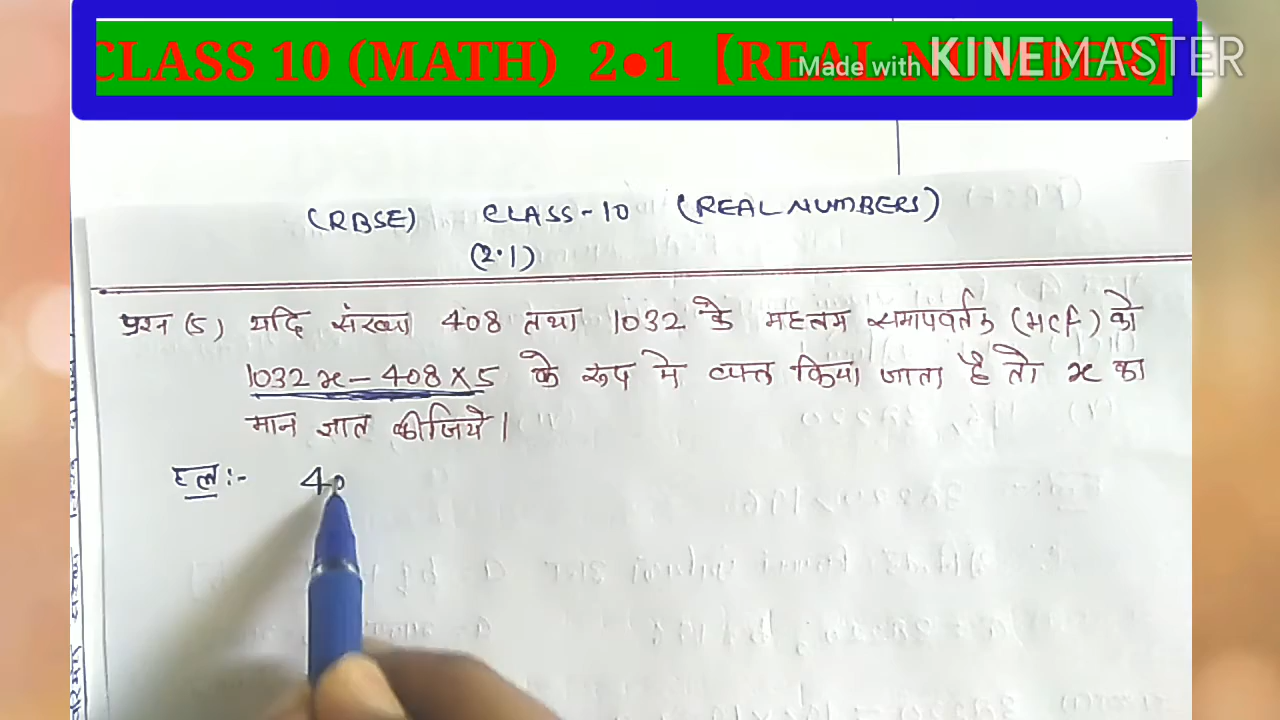 CLASS 10 (MATH) 2•1【REAL NUMBER】
Made with KINEMASTER
(RBSE) CLASS-10 (REAL NUMBERS)
(2.1)
प्रश्न (5) यदि संख्या 408 तथा 1032 के महत्तम समापवर्तक (HCF) को
1032x - 408 × 5 के रूप मे व्यक्त किया जाता है तो x का
मान ज्ञात कीजिये।
हल :- 40